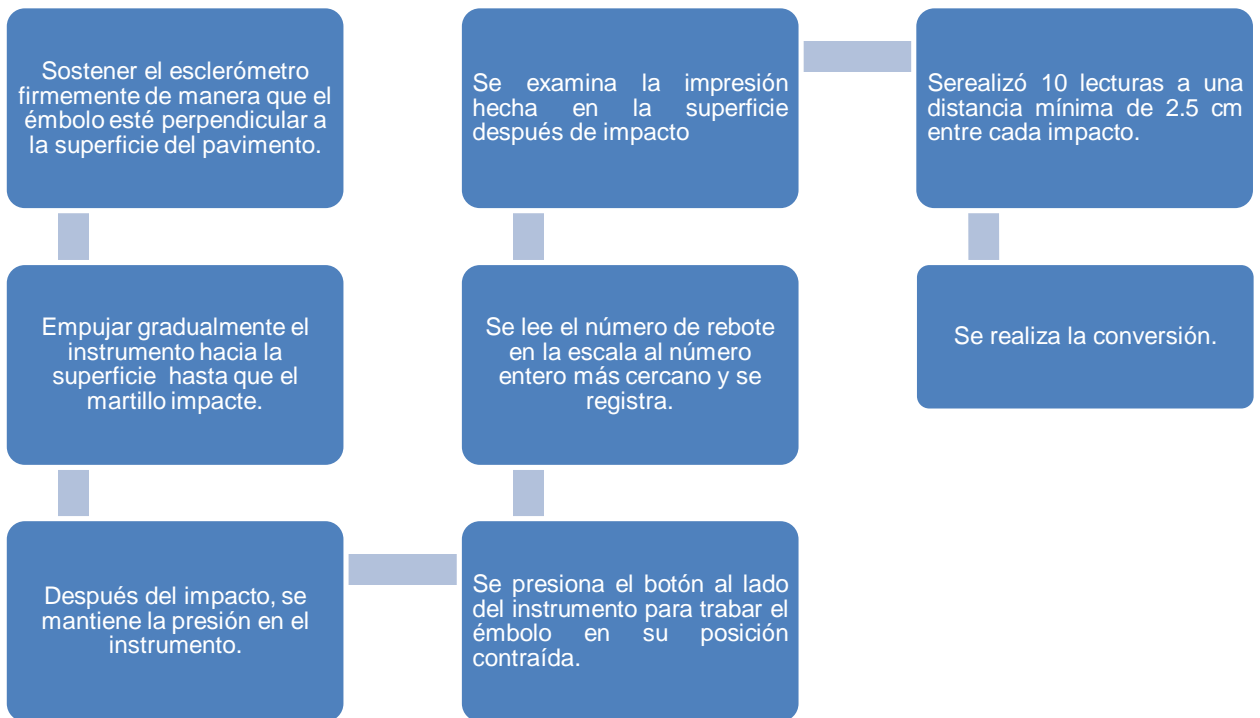 Sostener el esclerómetro
firmemente de manera que el
émbolo esté perpendicular a
la superficie del pavimento.
Empujar gradualmente el
instrumento hacia la
superficie hasta que el
martillo impacte.
Después del impacto, se
mantiene la presión en el
instrumento.
Se presiona el botón al lado
del instrumento para trabar el
émbolo en su posición
contraída.
Se lee el número de rebote
en la escala al número
entero más cercano y se
registra.
Se examina la impresión
hecha en la superficie
después de impacto
Serealizó 10 lecturas a una
distancia mínima de 2.5 cm
entre cada impacto.
Se realiza la conversión.